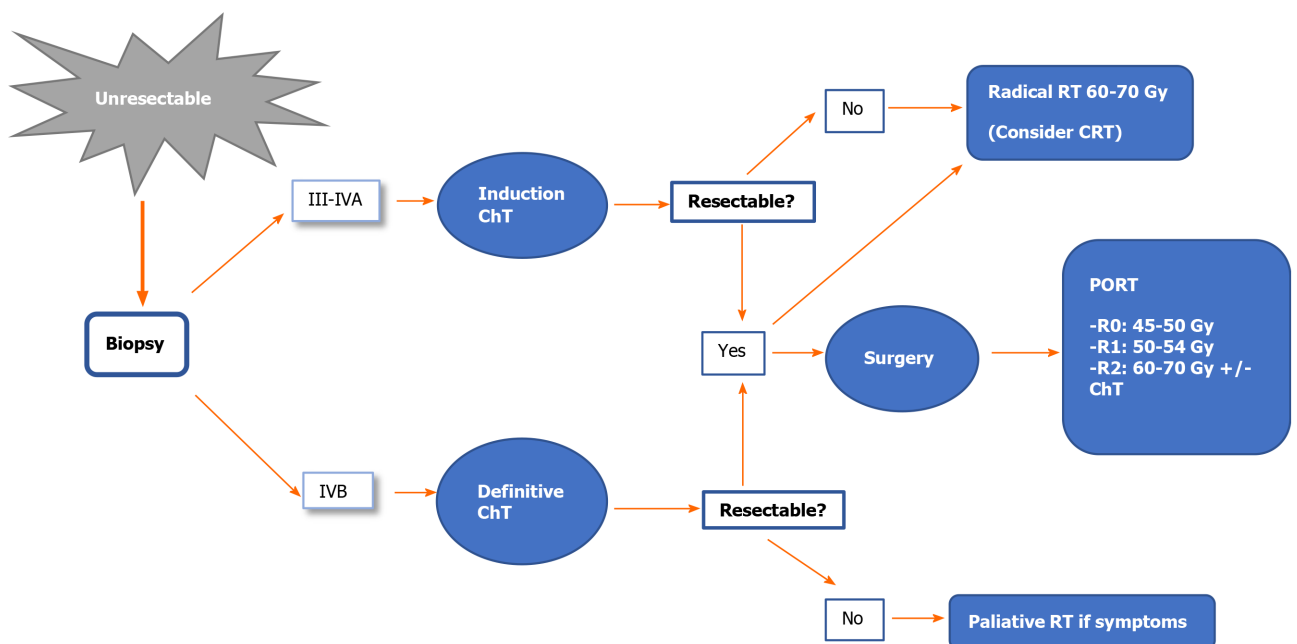 Unresectable
Radical RT 60-70 Gy
(Consider CRT)
No
III-IVA
Induction
ChT
Resectable?
PORT
-R0: 45-50 Gy
-R1: 50-54 Gy
-R2: 60-70 Gy +/-
ChT
Biopsy
Yes
Surgery
IVB
Definitive
ChT
Resectable?
No
Paliative RT if symptoms